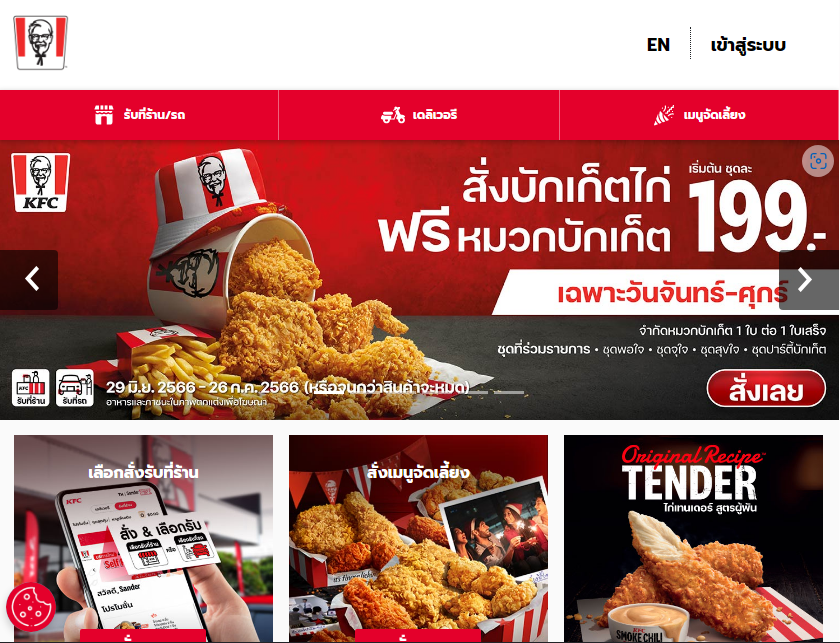 EN
เข้าสู่ระบบ
รับที่ร้าน/รถ
เดลิเวอรี
เมนูจัดเลี้ยง
KFC
สั่งบักเก็ตไก่
ฟรี หมวกบักเก็ต
เริ่มต้น ชุดละ
199.-
เฉพาะวันจันทร์-ศุกร์
จำกัดหมวกบักเก็ต 1 ใบ ต่อ 1 ใบเสร็จ
ชุดที่ร่วมรายการ • ชุดพอใจ • ชุดจุใจ • ชุดสุขใจ • ชุดปาร์ตี้บักเก็ต
สั่งเลย
KFC
รับที่ร้าน
รับที่รถ
29 มิ.ย. 2566 - 26 ก.ค. 2566 (หรือจนกว่าสินค้าจะหมด)
อาหารและภาชนะในภาพตกแต่งเพื่อโฆษณา
เลือกสั่งรับที่ร้าน
KFC
สั่ง & เลือกรับ
หรือ
Self
สวัสดี, Sander
โปรโมชั่น
สั่งเมนูจัดเลี้ยง
Original Recipe
TENDER
ไก่เทนเดอร์ สูตรผู้พัน
SMOKE CHILI